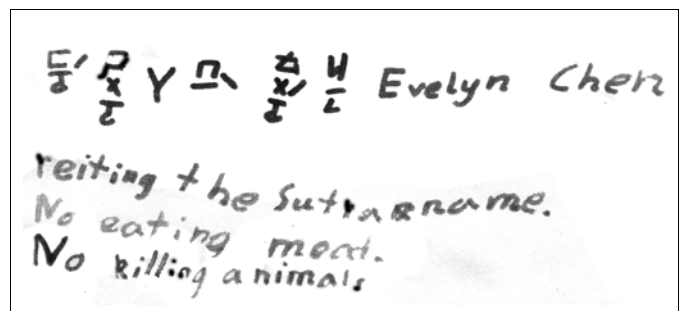 Evelyn Chen
reiting the Sutra name.
No eating meat.
No killing animals